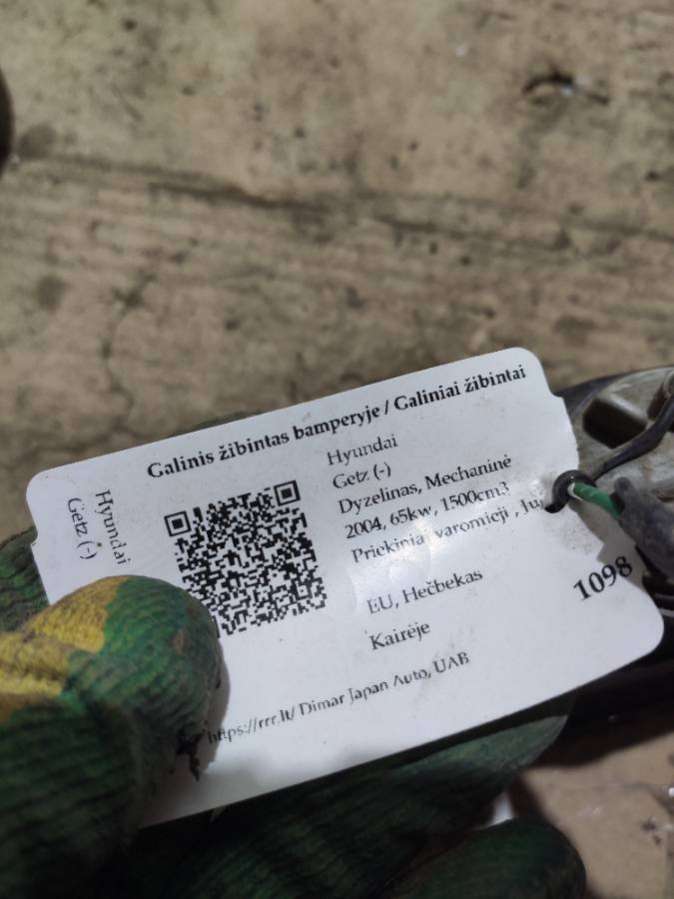 Galinis žibintas bamperyje / Galiniai žibintai
Hyundai
Getz (-)
Hyundai
Getz (-)
Dyzelinas, Mechaninė
2004, 65kw, 1500cm3
Priekiniai varomieji,
EU, Hečbekas
Kairėje
1098
https://rrr.lt/ Dimar Japan Auto, UAB